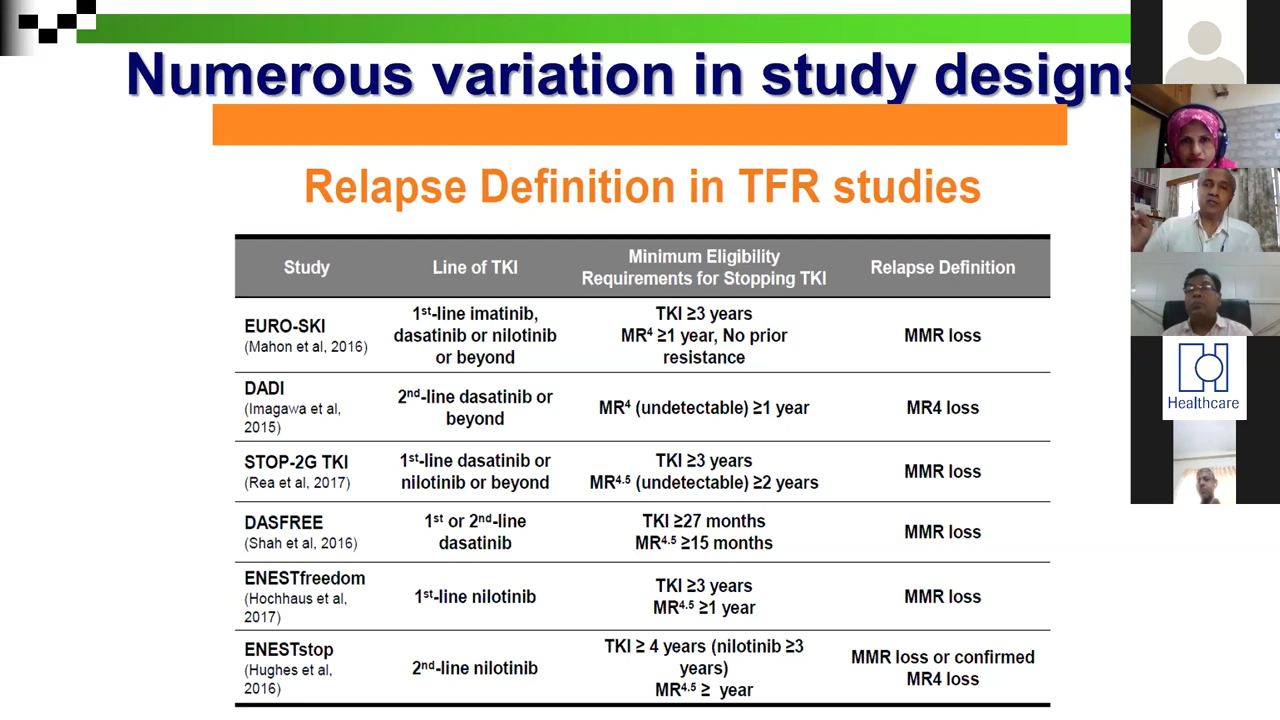 Numerous variation in study designs
Relapse Definition in TFR studies
Study
Line of TKI
Minimum Eligibility
Requirements for Stopping TKI
Relapse Definition
EURO-SKI
(Mahon et al, 2016)
1st-line imatinib,
dasatinib or nilotinib
or beyond
TKI ≥3 years
MR4 ≥1 year, No prior
resistance
MMR loss
DADI
(Imagawa et al,
2015)
2nd-line dasatinib or
beyond
MR4 (undetectable) ≥1 year
MR4 loss
STOP-2G TKI
(Rea et al, 2017)
1st-line dasatinib or
nilotinib or beyond
TKI ≥3 years
MR4.5 (undetectable) ≥2 years
MMR loss
DASFREE
(Shah et al, 2016)
1st or 2nd-line
dasatinib
TKI ≥27 months
MR4.5 ≥15 months
MMR loss
ENESTfreedom
(Hochhaus et al,
2017)
1st-line nilotinib
TKI ≥3 years
MR4.5 ≥1 year
MMR loss
ENESTstop
(Hughes et al,
2016)
2nd-line nilotinib
TKI ≥ 4 years (nilotinib ≥3
years)
MR4.5 ≥ year
MMR loss or confirmed
MR4 loss
Healthcare